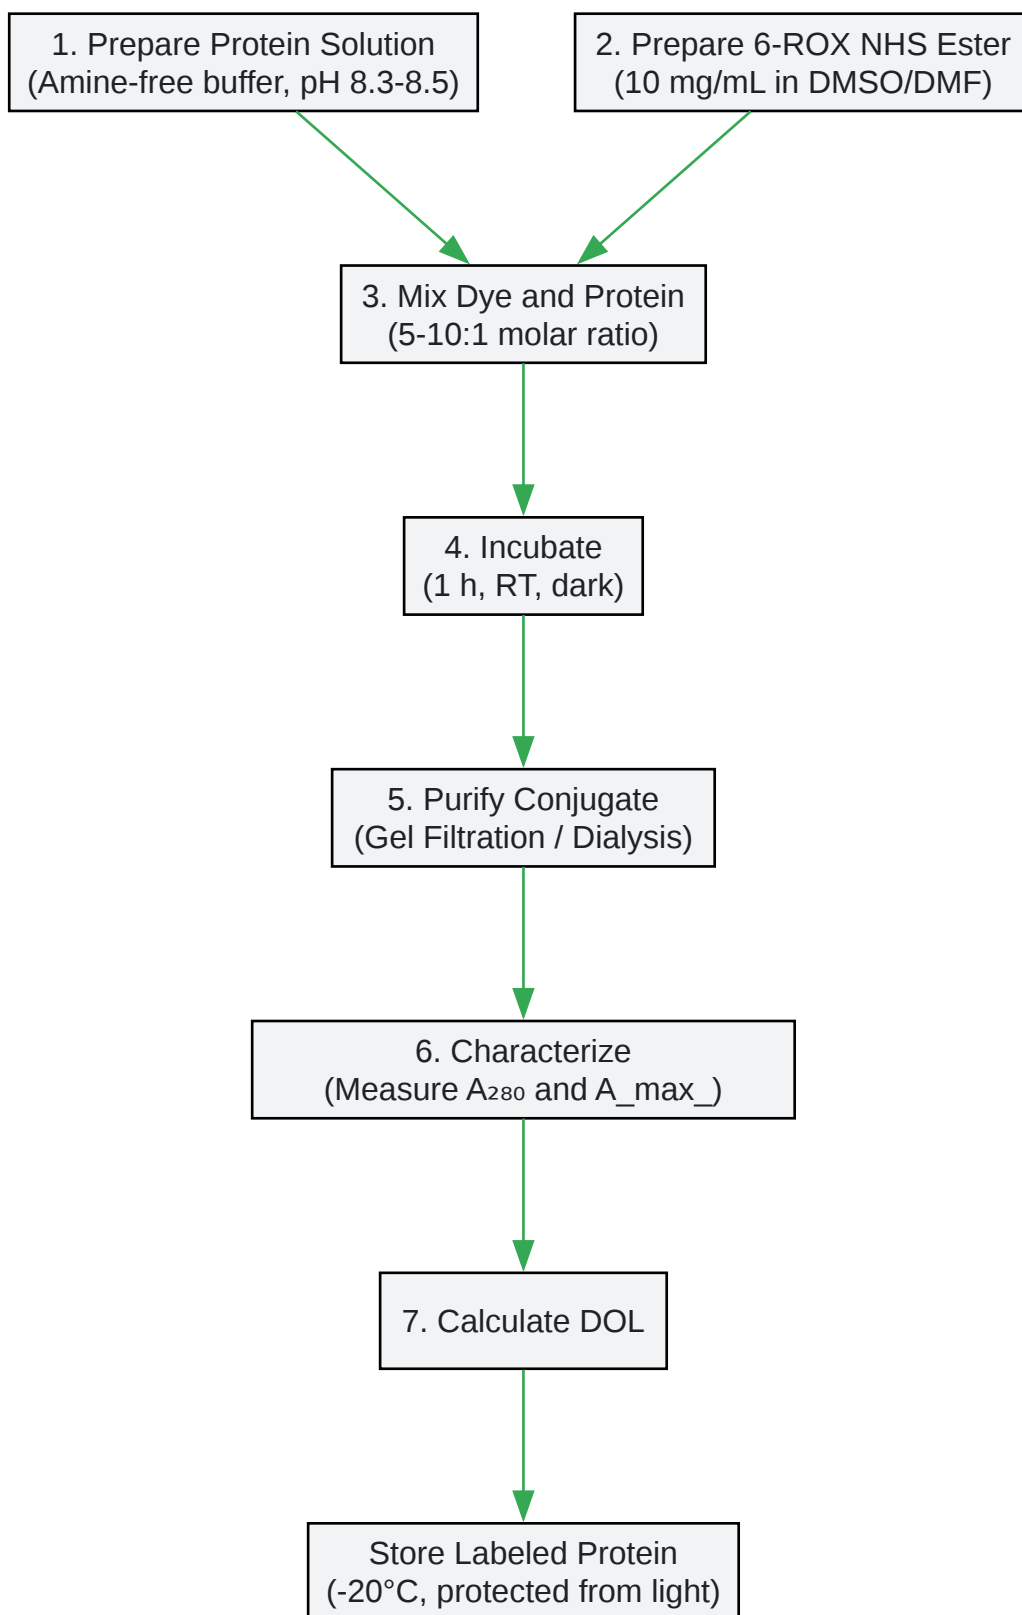 1. Prepare Protein Solution
(Amine-free buffer, pH 8.3-8.5)
2. Prepare 6-ROX NHS Ester
(10 mg/mL in DMSO/DMF)
3. Mix Dye and Protein
(5-10:1 molar ratio)
4. Incubate
(1 h, RT, dark)
5. Purify Conjugate
(Gel Filtration / Dialysis)
6. Characterize
(Measure A₂₈₀ and A_max_)
7. Calculate DOL
Store Labeled Protein
(-20°C, protected from light)